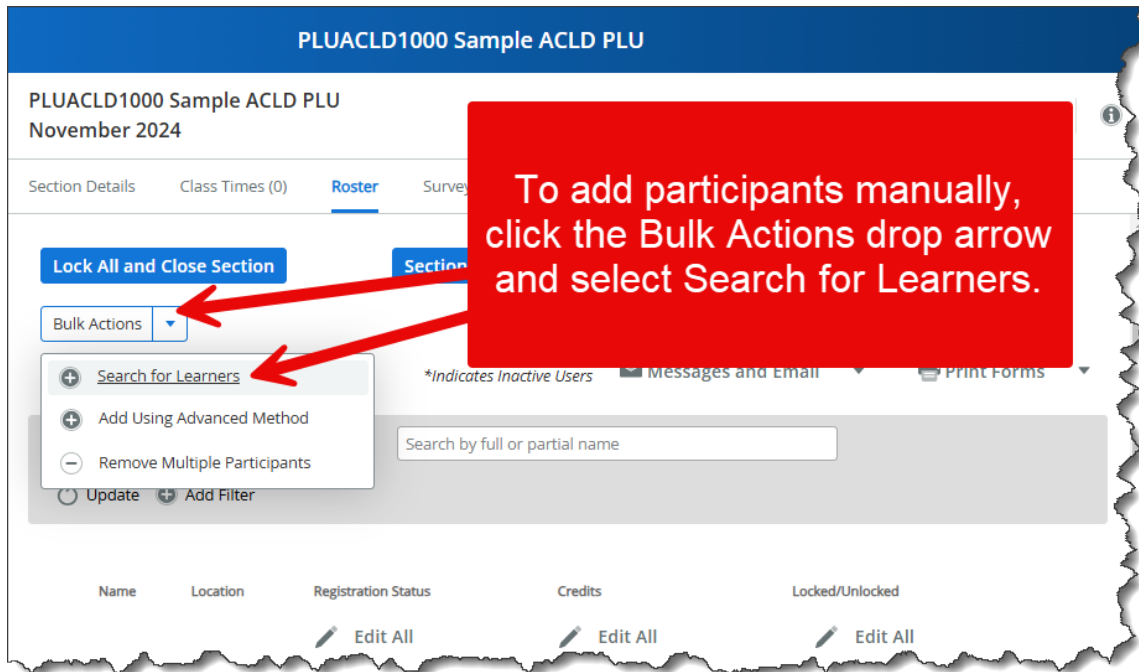 PLUACLD1000 Sample ACLD PLU
PLUACLD1000 Sample ACLD PLU
November 2024
Section Details Class Times (0) Roster Survey
To add participants manually,
click the Bulk Actions drop arrow
and select Search for Learners.
Lock All and Close Section Section
Bulk Actions
Search for Learners
*Indicates Inactive Users Messages and Email Print Forms
Add Using Advanced Method
Search by full or partial name
Remove Multiple Participants
Update Add Filter
Name Location Registration Status Credits Locked/Unlocked
Edit All Edit All Edit All